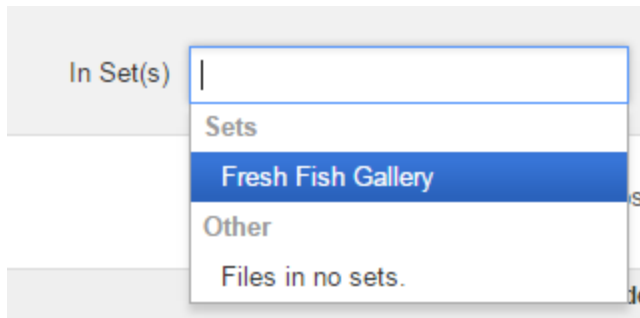 In Set(s)
Sets
Fresh Fish Gallery
Other
Files in no sets.